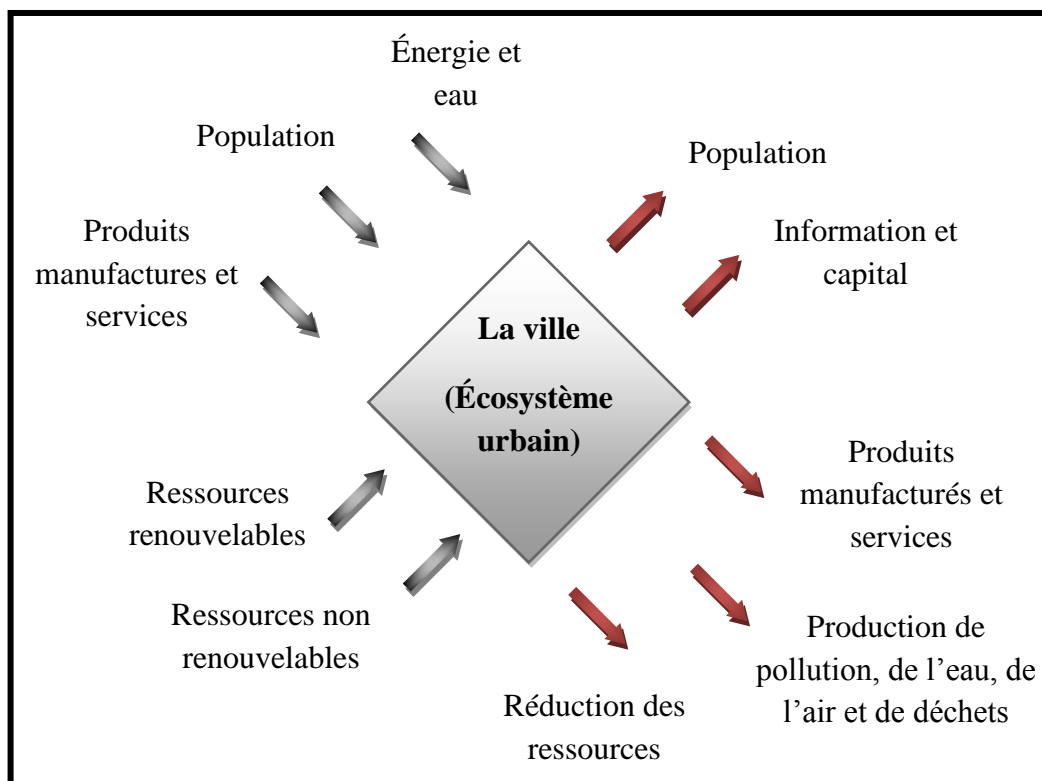 Énergie et
eau
Population
Produits
manufactures et
services
Ressources
renouvelables
Ressources non
renouvelables
La ville
(Écosystème
urbain)
Population
Information et
capital
Produits
manufacturés et
services
Production de
pollution, de l’eau, de
l’air et de déchets
Réduction des
ressources